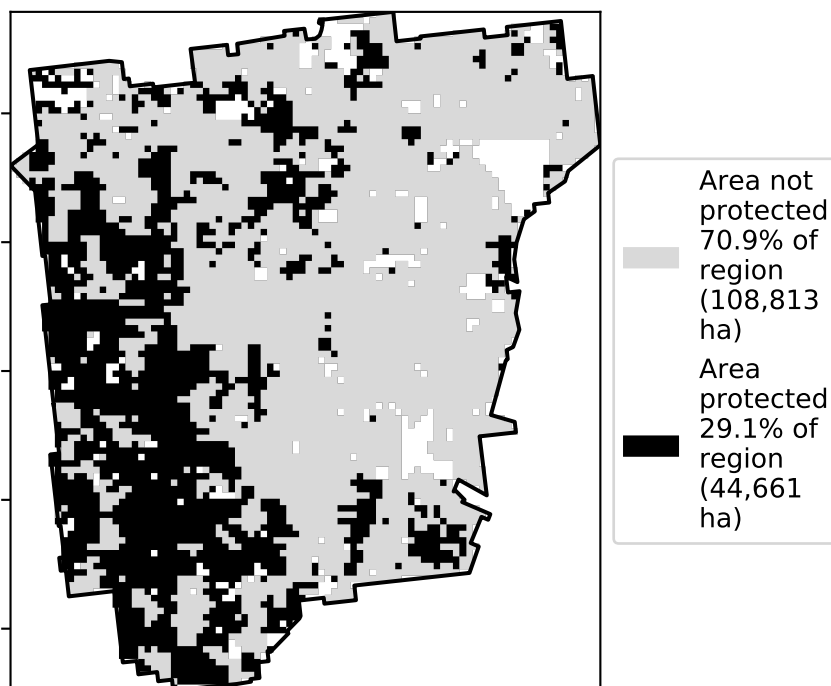 Area not
protected
70.9% of
region
(108,813
ha)
Area
protected
29.1% of
region
(44,661
ha)